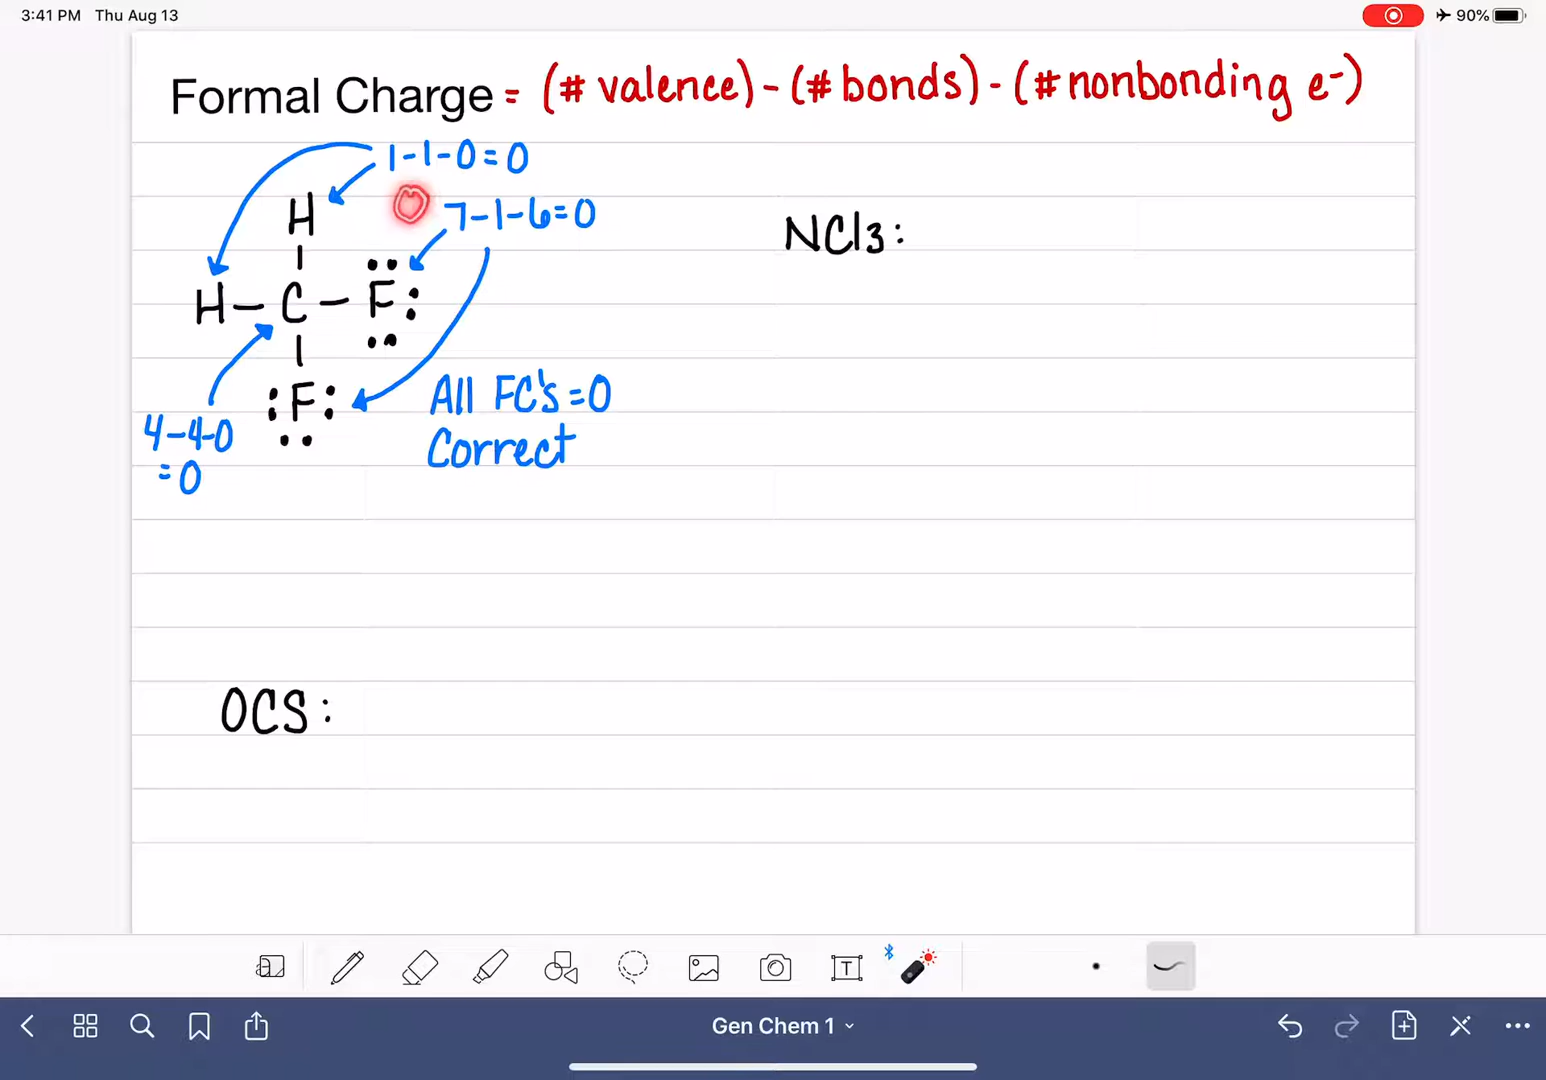 3:41 PM Thu Aug 13
90%
Formal Charge = (# valence) - (# bonds) - (# nonbonding e-)
1-1-0=0
7-1-6=0
H
H - C - F
F
4-4-0
=0
All FC's = 0
Correct
NCl3:
OCS:
T
Gen Chem 1